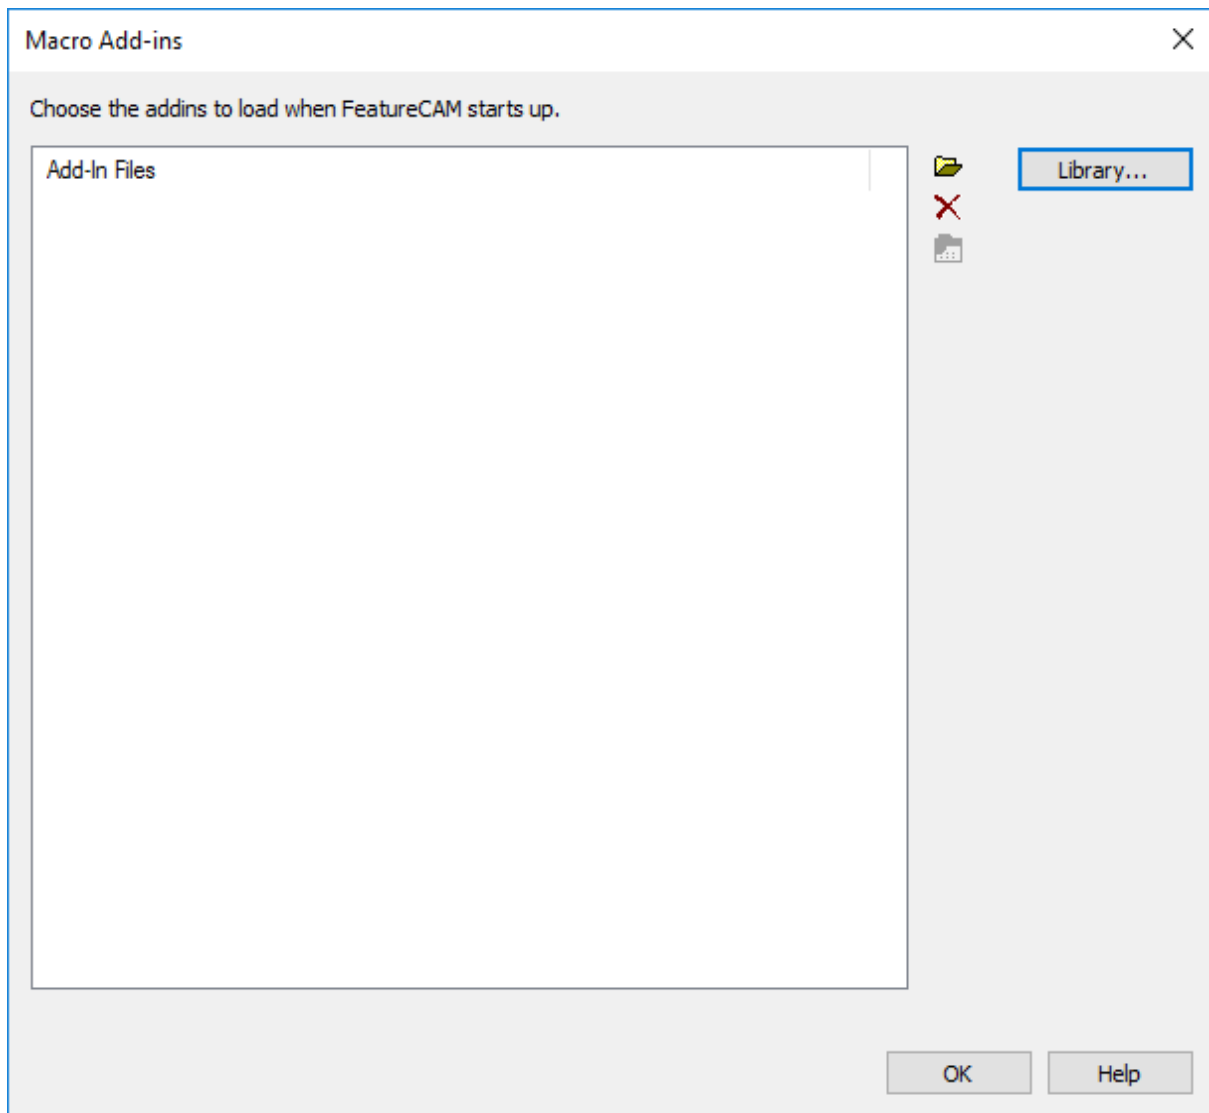 Macro Add-ins
Choose the addins to load when FeatureCAM starts up.
Add-In Files
Library...
OK
Help